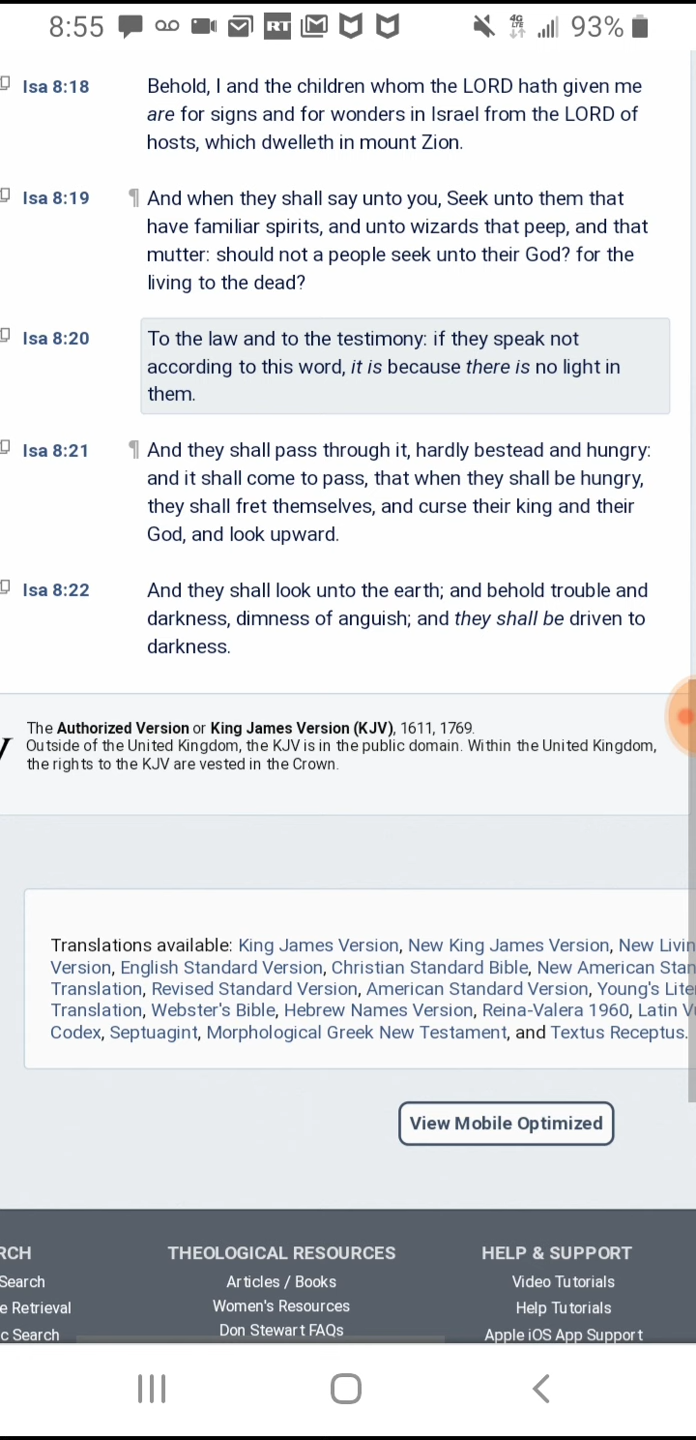 8:55 RT 4G LTE 93%
Isa 8:18 Behold, I and the children whom the LORD hath given me
are for signs and for wonders in Israel from the LORD of
hosts, which dwelleth in mount Zion.
Isa 8:19 ¶ And when they shall say unto you, Seek unto them that
have familiar spirits, and unto wizards that peep, and that
mutter: should not a people seek unto their God? for the
living to the dead?
Isa 8:20 To the law and to the testimony: if they speak not
according to this word, it is because there is no light in
them.
Isa 8:21 ¶ And they shall pass through it, hardly bestead and hungry:
and it shall come to pass, that when they shall be hungry,
they shall fret themselves, and curse their king and their
God, and look upward.
Isa 8:22 And they shall look unto the earth; and behold trouble and
darkness, dimness of anguish; and they shall be driven to
darkness.
The Authorized Version or King James Version (KJV), 1611, 1769.
Outside of the United Kingdom, the KJV is in the public domain. Within the United Kingdom,
the rights to the KJV are vested in the Crown.
Translations available: King James Version, New King James Version, New Livin
Version, English Standard Version, Christian Standard Bible, New American Stan
Translation, Revised Standard Version, American Standard Version, Young's Lite
Translation, Webster's Bible, Hebrew Names Version, Reina-Valera 1960, Latin V
Codex, Septuagint, Morphological Greek New Testament, and Textus Receptus.
View Mobile Optimized
RCH THEOLOGICAL RESOURCES HELP & SUPPORT
Search Articles / Books Video Tutorials
e Retrieval Women's Resources Help Tutorials
c Search Don Stewart FAQs Apple iOS App Support